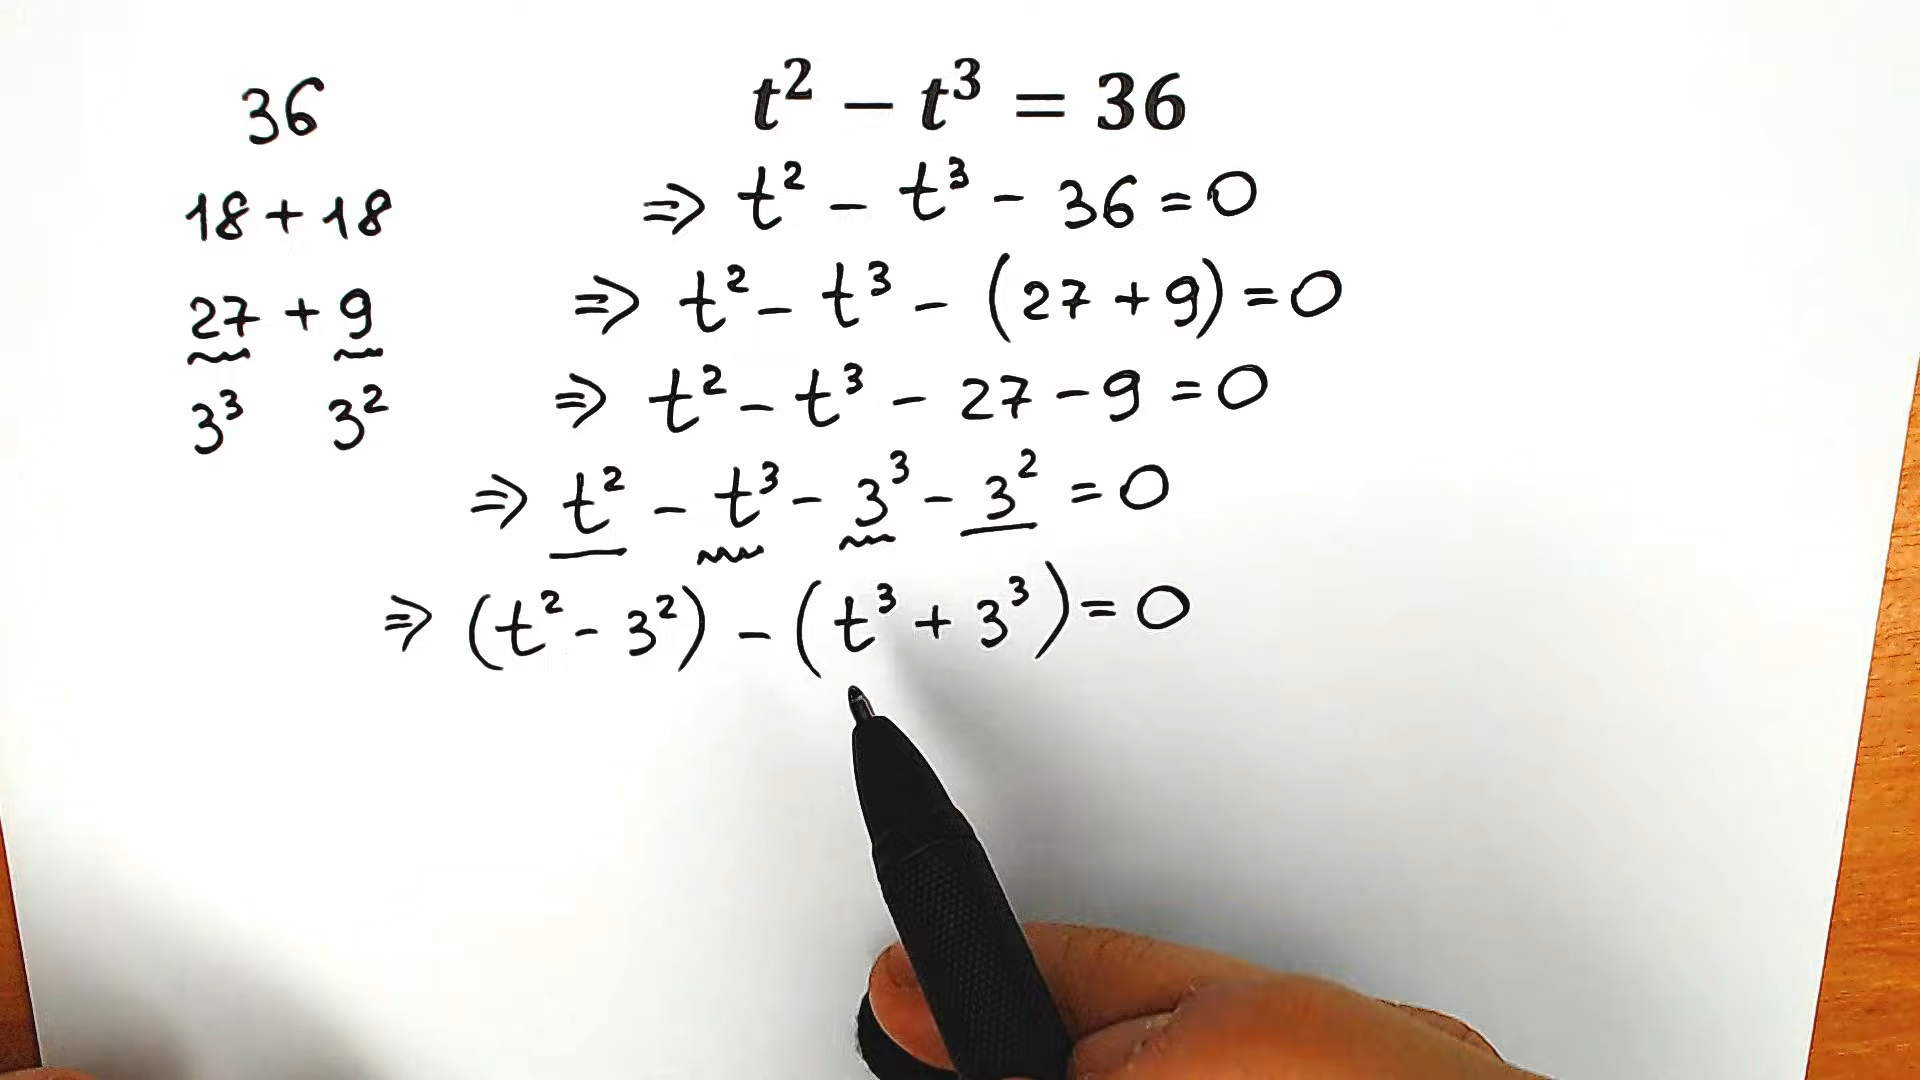 36
18 + 18
27 + 9
3³ 3²
t² − t³ = 36
⇒ t² − t³ − 36 = 0
⇒ t² − t³ − (27 + 9) = 0
⇒ t² − t³ − 27 − 9 = 0
⇒ t² − t³ − 3³ − 3² = 0
⇒ (t² − 3²) − (t³ + 3³) = 0